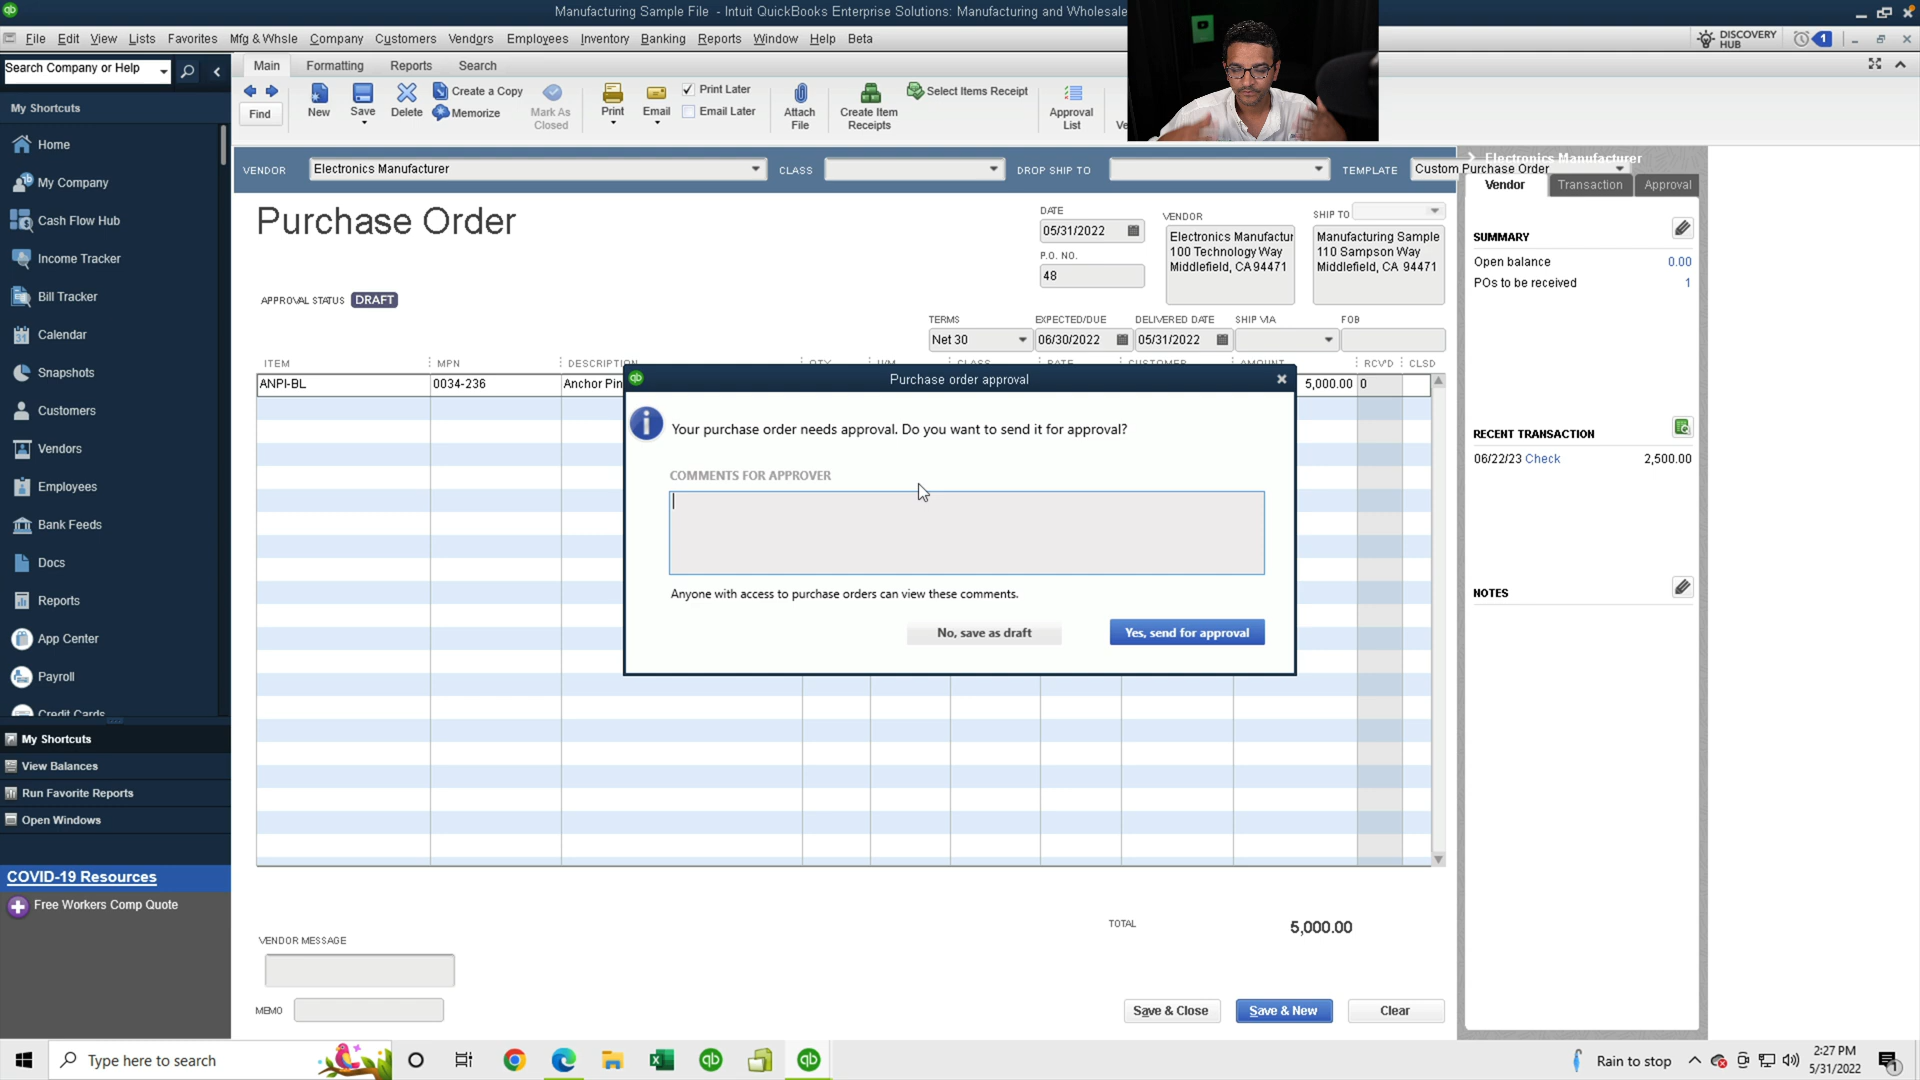 Manufacturing Sample File - Intuit QuickBooks Enterprise Solutions: Manufacturing and Wholesale
File Edit View Lists Favorites Mfg & Whsle Company Customers Vendors Employees Inventory Banking Reports Window Help Beta
DISCOVERY HUB
1
Search Company or Help
Main Formatting Reports Search
My Shortcuts
Home
My Company
Cash Flow Hub
Income Tracker
Bill Tracker
Calendar
Snapshots
Customers
Vendors
Employees
Bank Feeds
Docs
Reports
App Center
Payroll
Credit Cards
My Shortcuts
View Balances
Run Favorite Reports
Open Windows
COVID-19 Resources
Free Workers Comp Quote
Find
New
Save
Delete
Create a Copy
Memorize
Mark As Closed
Print
Email
Print Later
Email Later
Attach File
Create Item Receipts
Select Items Receipt
Approval List
VENDOR Electronics Manufacturer CLASS DROP SHIP TO TEMPLATE Custom Purchase Order
Purchase Order
APPROVAL STATUS DRAFT
DATE
05/31/2022
P.O. NO.
48
VENDOR
Electronics Manufactur
100 Technology Way
Middlefield, CA 94471
SHIP TO
Manufacturing Sample
110 Sampson Way
Middlefield, CA 94471
TERMS EXPECTED/DUE DELIVERED DATE SHIP VIA FOB
Net 30 06/30/2022 05/31/2022
ITEM MPN DESCRIPTION QTY U/M CLASS RATE CUSTOMER AMOUNT RCV'D CLSD
ANPI-BL 0034-236 Anchor Pin 5,000.00 0
Purchase order approval
Your purchase order needs approval. Do you want to send it for approval?
COMMENTS FOR APPROVER
Anyone with access to purchase orders can view these comments.
No, save as draft Yes, send for approval
TOTAL 5,000.00
VENDOR MESSAGE
MEMO
Save & Close Save & New Clear
Electronics Manufacturer
Vendor Transaction Approval
SUMMARY
Open balance 0.00
POs to be received 1
RECENT TRANSACTION
06/22/23 Check 2,500.00
NOTES
Type here to search
Rain to stop
2:27 PM
5/31/2022
1